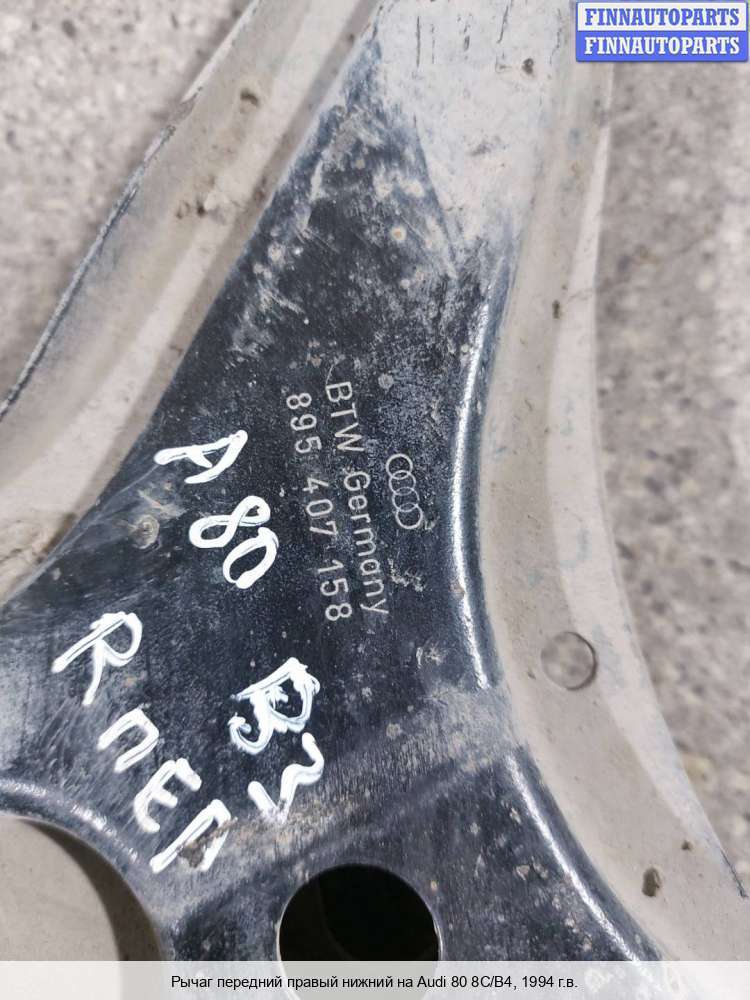 FINNAUTOPARTS
FINNAUTOPARTS
BTW Germany
895 407 158
A80
B3
R ПЕР
Рычаг передний правый нижний на Audi 80 8C/B4, 1994 г.в.